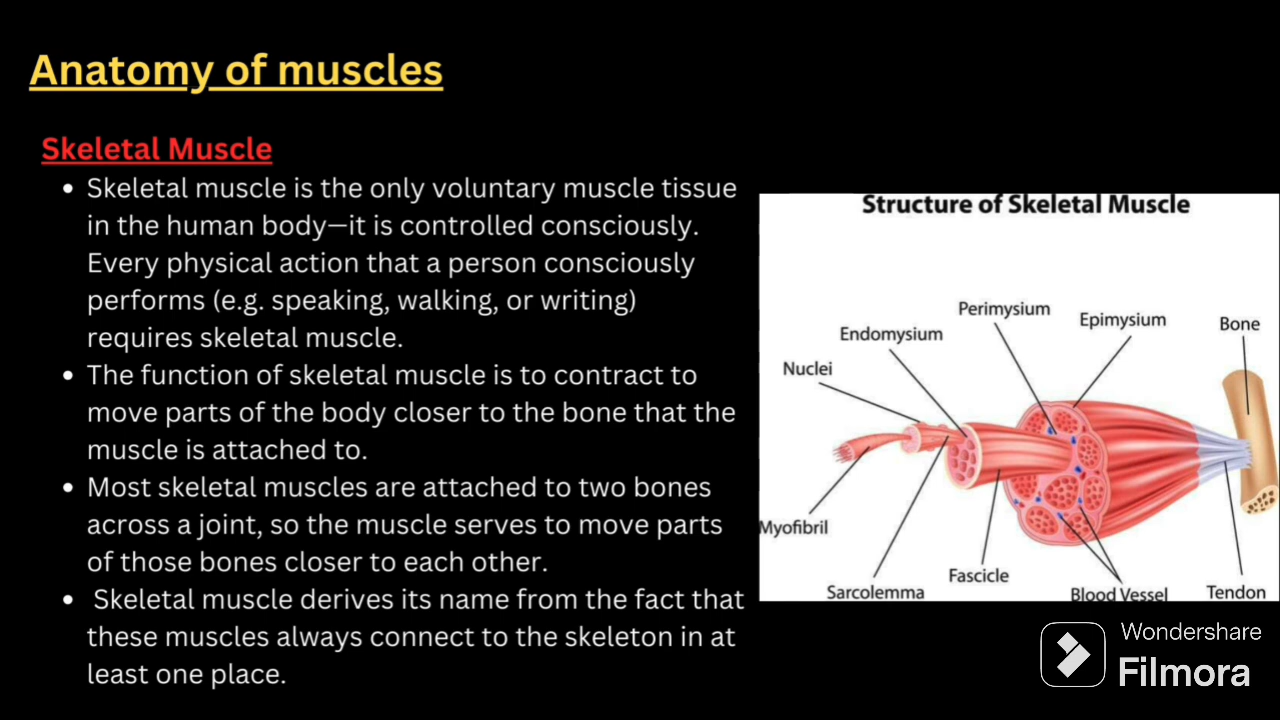 Anatomy of muscles
Skeletal Muscle
• Skeletal muscle is the only voluntary muscle tissue
in the human body—it is controlled consciously.
Every physical action that a person consciously
performs (e.g. speaking, walking, or writing)
requires skeletal muscle.
• The function of skeletal muscle is to contract to
move parts of the body closer to the bone that the
muscle is attached to.
• Most skeletal muscles are attached to two bones
across a joint, so the muscle serves to move parts
of those bones closer to each other.
• Skeletal muscle derives its name from the fact that
these muscles always connect to the skeleton in at
least one place.
Structure of Skeletal Muscle
Perimysium
Epimysium
Bone
Endomysium
Nuclei
Myofibril
Sarcolemma
Fascicle
Blood Vessel
Tendon
Wondershare
Filmora